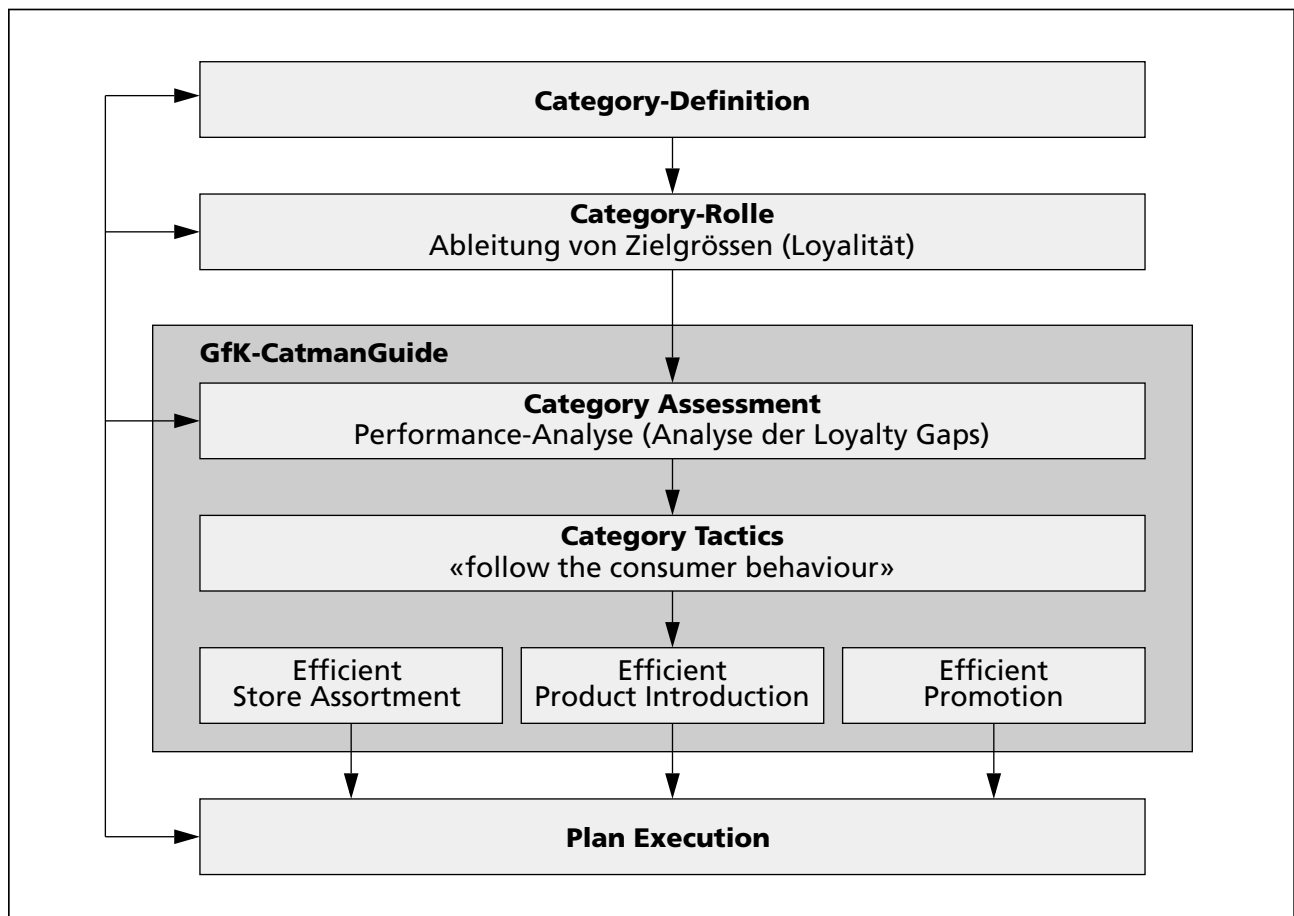 Category-Definition
Category-Rolle
Ableitung von Zielgrössen (Loyalität)
GfK-CatmanGuide
Category Assessment
Performance-Analyse (Analyse der Loyalty Gaps)
Category Tactics
«follow the consumer behaviour»
Efficient
Store Assortment
Efficient
Product Introduction
Efficient
Promotion
Plan Execution